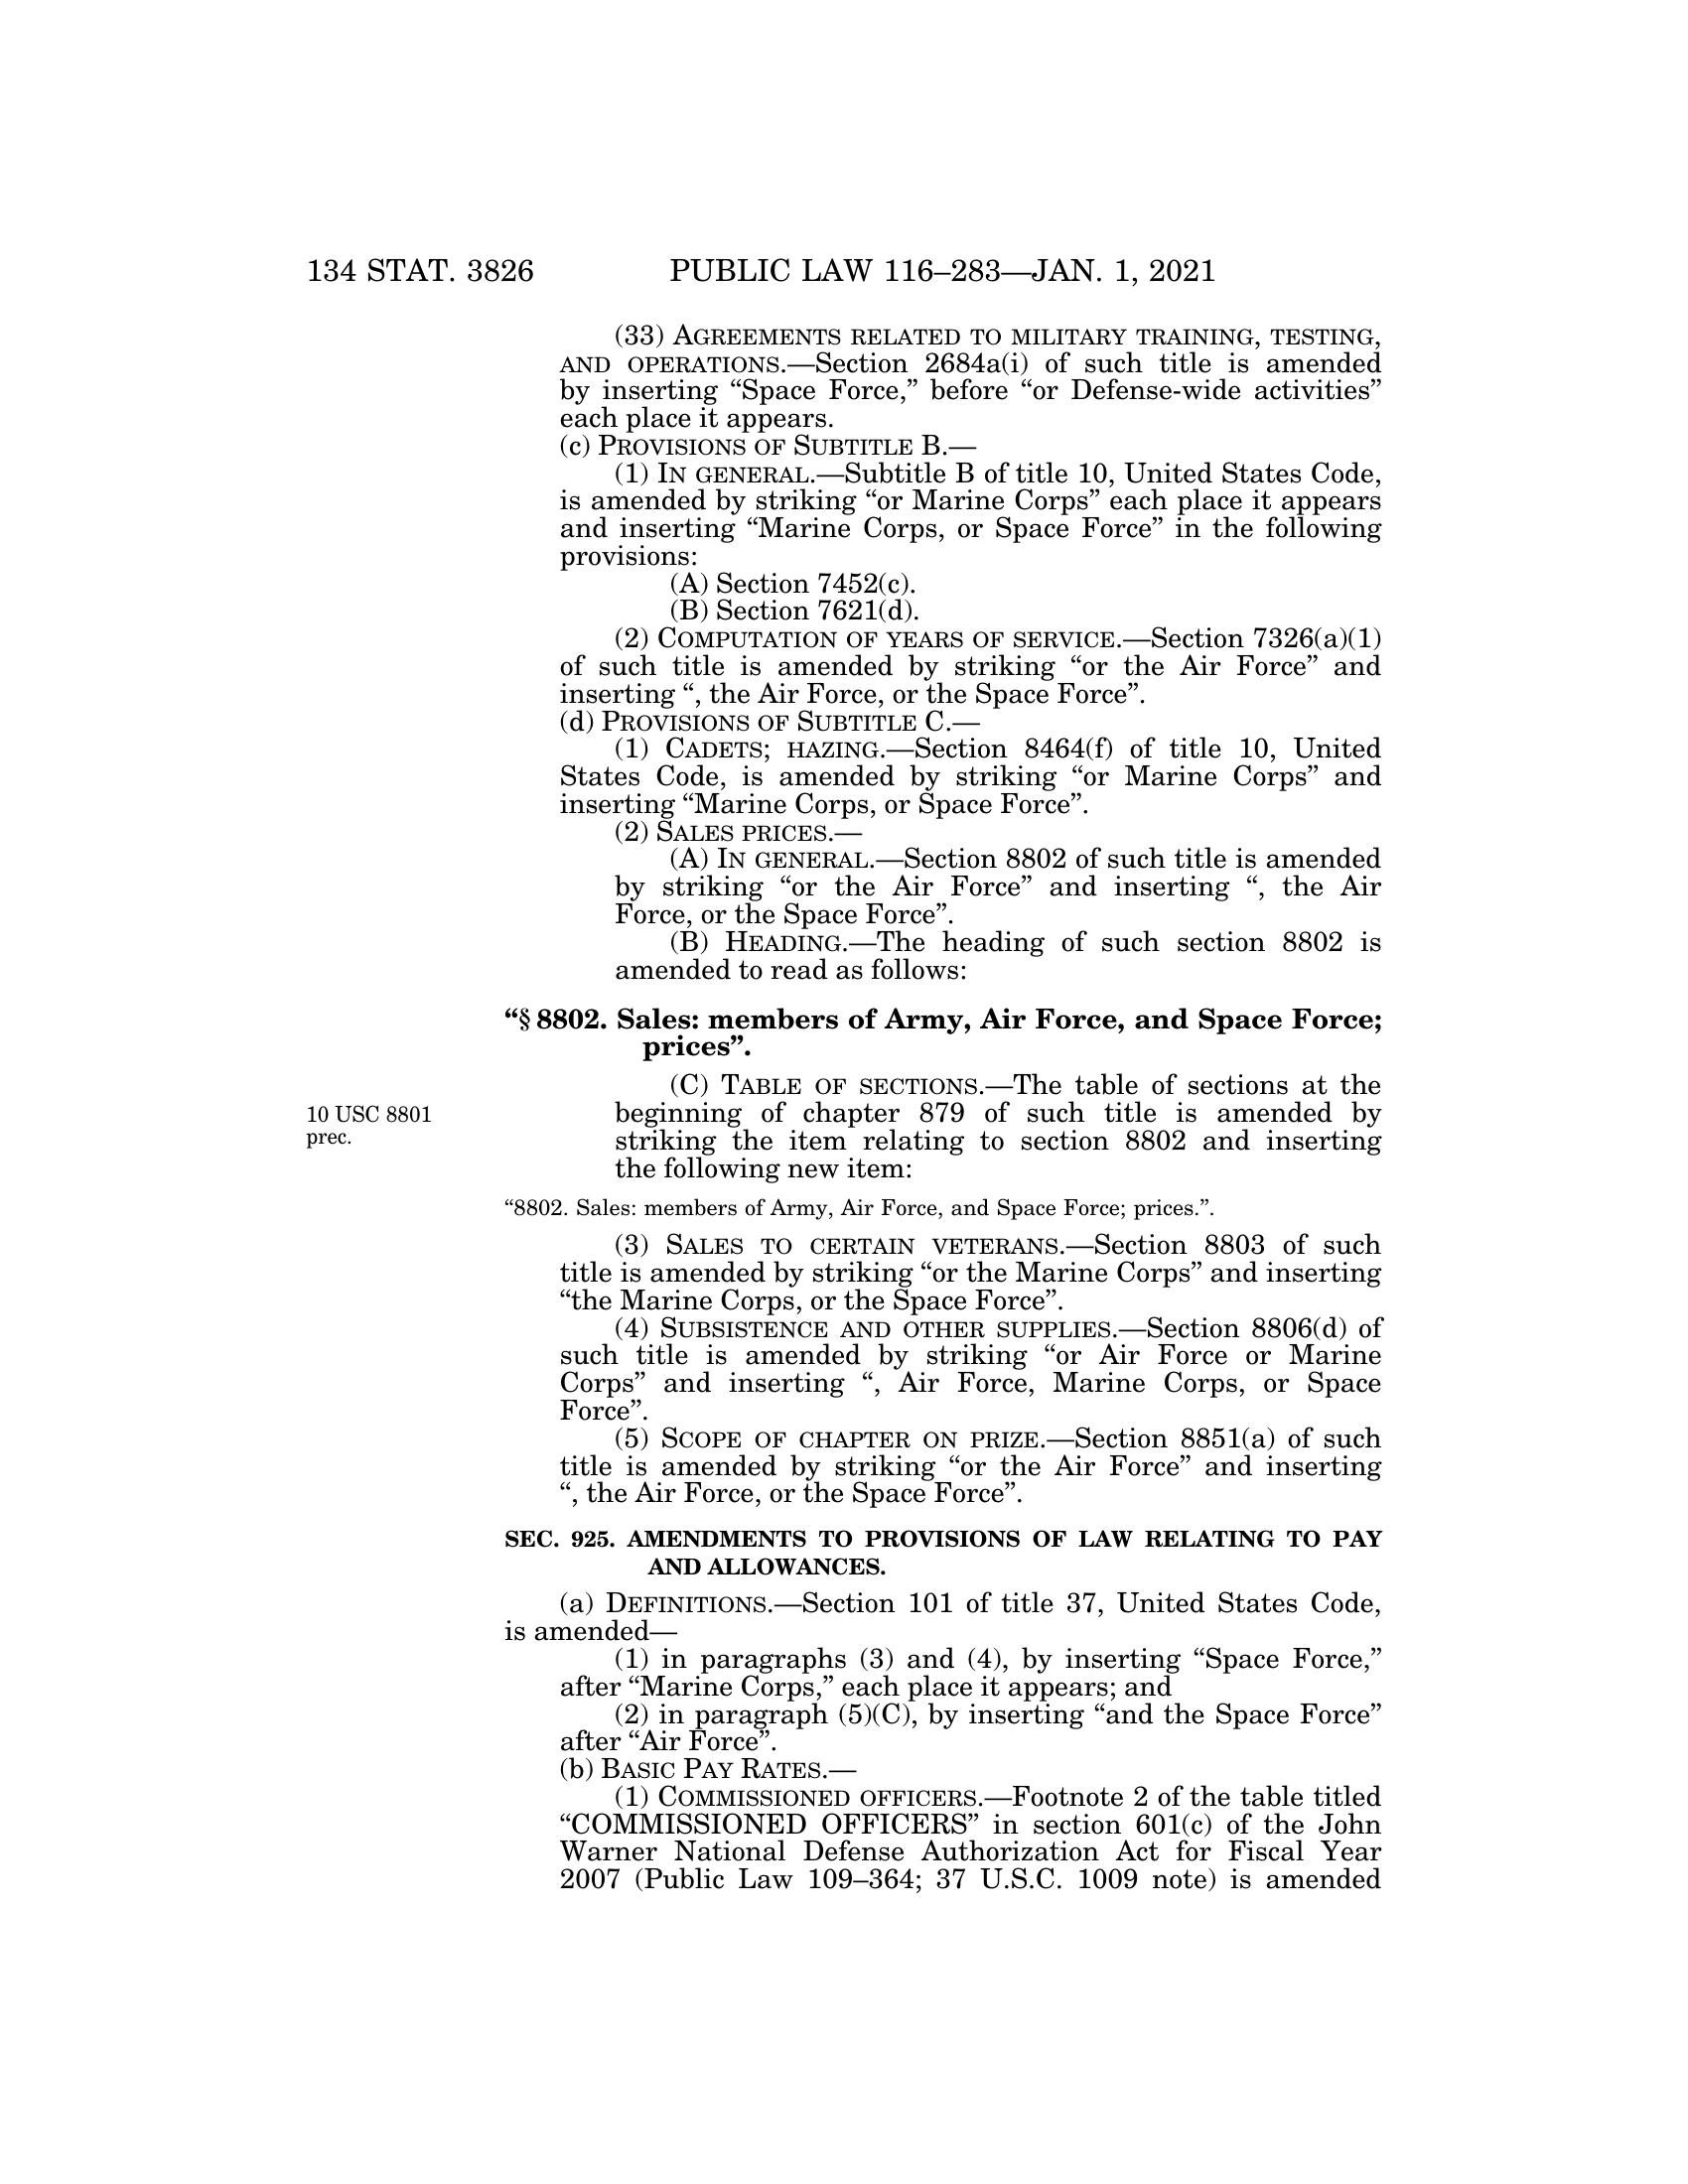 134 STAT. 3826 PUBLIC LAW 116–283—JAN. 1, 2021
(33) AGREEMENTS RELATED TO MILITARY TRAINING, TESTING,
AND OPERATIONS.—Section 2684a(i) of such title is amended
by inserting “Space Force,” before “or Defense-wide activities”
each place it appears.
(c) PROVISIONS OF SUBTITLE B.—
(1) IN GENERAL.—Subtitle B of title 10, United States Code,
is amended by striking “or Marine Corps” each place it appears
and inserting “Marine Corps, or Space Force” in the following
provisions:
(A) Section 7452(c).
(B) Section 7621(d).
(2) COMPUTATION OF YEARS OF SERVICE.—Section 7326(a)(1)
of such title is amended by striking “or the Air Force” and
inserting “, the Air Force, or the Space Force”.
(d) PROVISIONS OF SUBTITLE C.—
(1) CADETS; HAZING.—Section 8464(f) of title 10, United
States Code, is amended by striking “or Marine Corps” and
inserting “Marine Corps, or Space Force”.
(2) SALES PRICES.—
(A) IN GENERAL.—Section 8802 of such title is amended
by striking “or the Air Force” and inserting “, the Air
Force, or the Space Force”.
(B) HEADING.—The heading of such section 8802 is
amended to read as follows:
“§ 8802. Sales: members of Army, Air Force, and Space Force;
prices”.
(C) TABLE OF SECTIONS.—The table of sections at the
beginning of chapter 879 of such title is amended by
striking the item relating to section 8802 and inserting
the following new item:
10 USC 8801
prec.
“8802. Sales: members of Army, Air Force, and Space Force; prices.”.
(3) SALES TO CERTAIN VETERANS.—Section 8803 of such
title is amended by striking “or the Marine Corps” and inserting
“the Marine Corps, or the Space Force”.
(4) SUBSISTENCE AND OTHER SUPPLIES.—Section 8806(d) of
such title is amended by striking “or Air Force or Marine
Corps” and inserting “, Air Force, Marine Corps, or Space
Force”.
(5) SCOPE OF CHAPTER ON PRIZE.—Section 8851(a) of such
title is amended by striking “or the Air Force” and inserting
“, the Air Force, or the Space Force”.
SEC. 925. AMENDMENTS TO PROVISIONS OF LAW RELATING TO PAY
AND ALLOWANCES.
(a) DEFINITIONS.—Section 101 of title 37, United States Code,
is amended—
(1) in paragraphs (3) and (4), by inserting “Space Force,”
after “Marine Corps,” each place it appears; and
(2) in paragraph (5)(C), by inserting “and the Space Force”
after “Air Force”.
(b) BASIC PAY RATES.—
(1) COMMISSIONED OFFICERS.—Footnote 2 of the table titled
“COMMISSIONED OFFICERS” in section 601(c) of the John
Warner National Defense Authorization Act for Fiscal Year
2007 (Public Law 109–364; 37 U.S.C. 1009 note) is amended